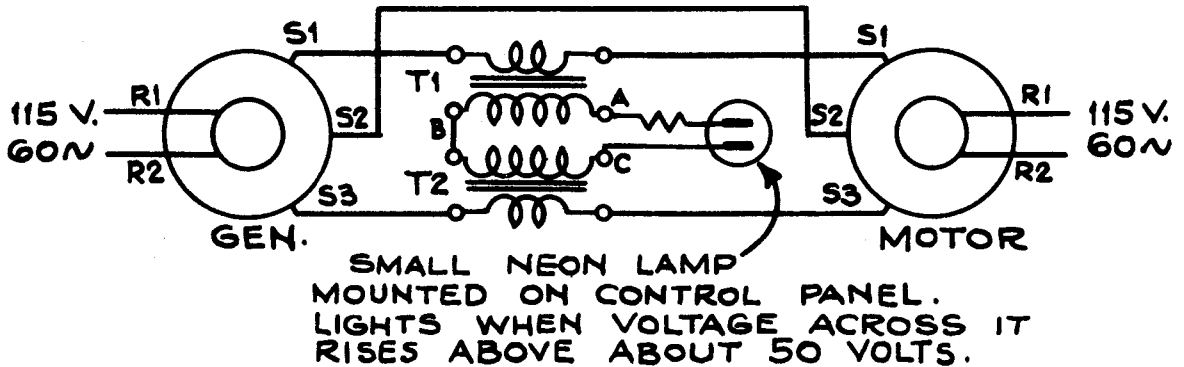 S1
S1
T1
A
115 V.
R1
S2
S2
R1
115 V.
B
60~
R2
C
R2
60~
T2
S3
S3
GEN.
MOTOR
SMALL NEON LAMP
MOUNTED ON CONTROL PANEL.
LIGHTS WHEN VOLTAGE ACROSS IT
RISES ABOVE ABOUT 50 VOLTS.